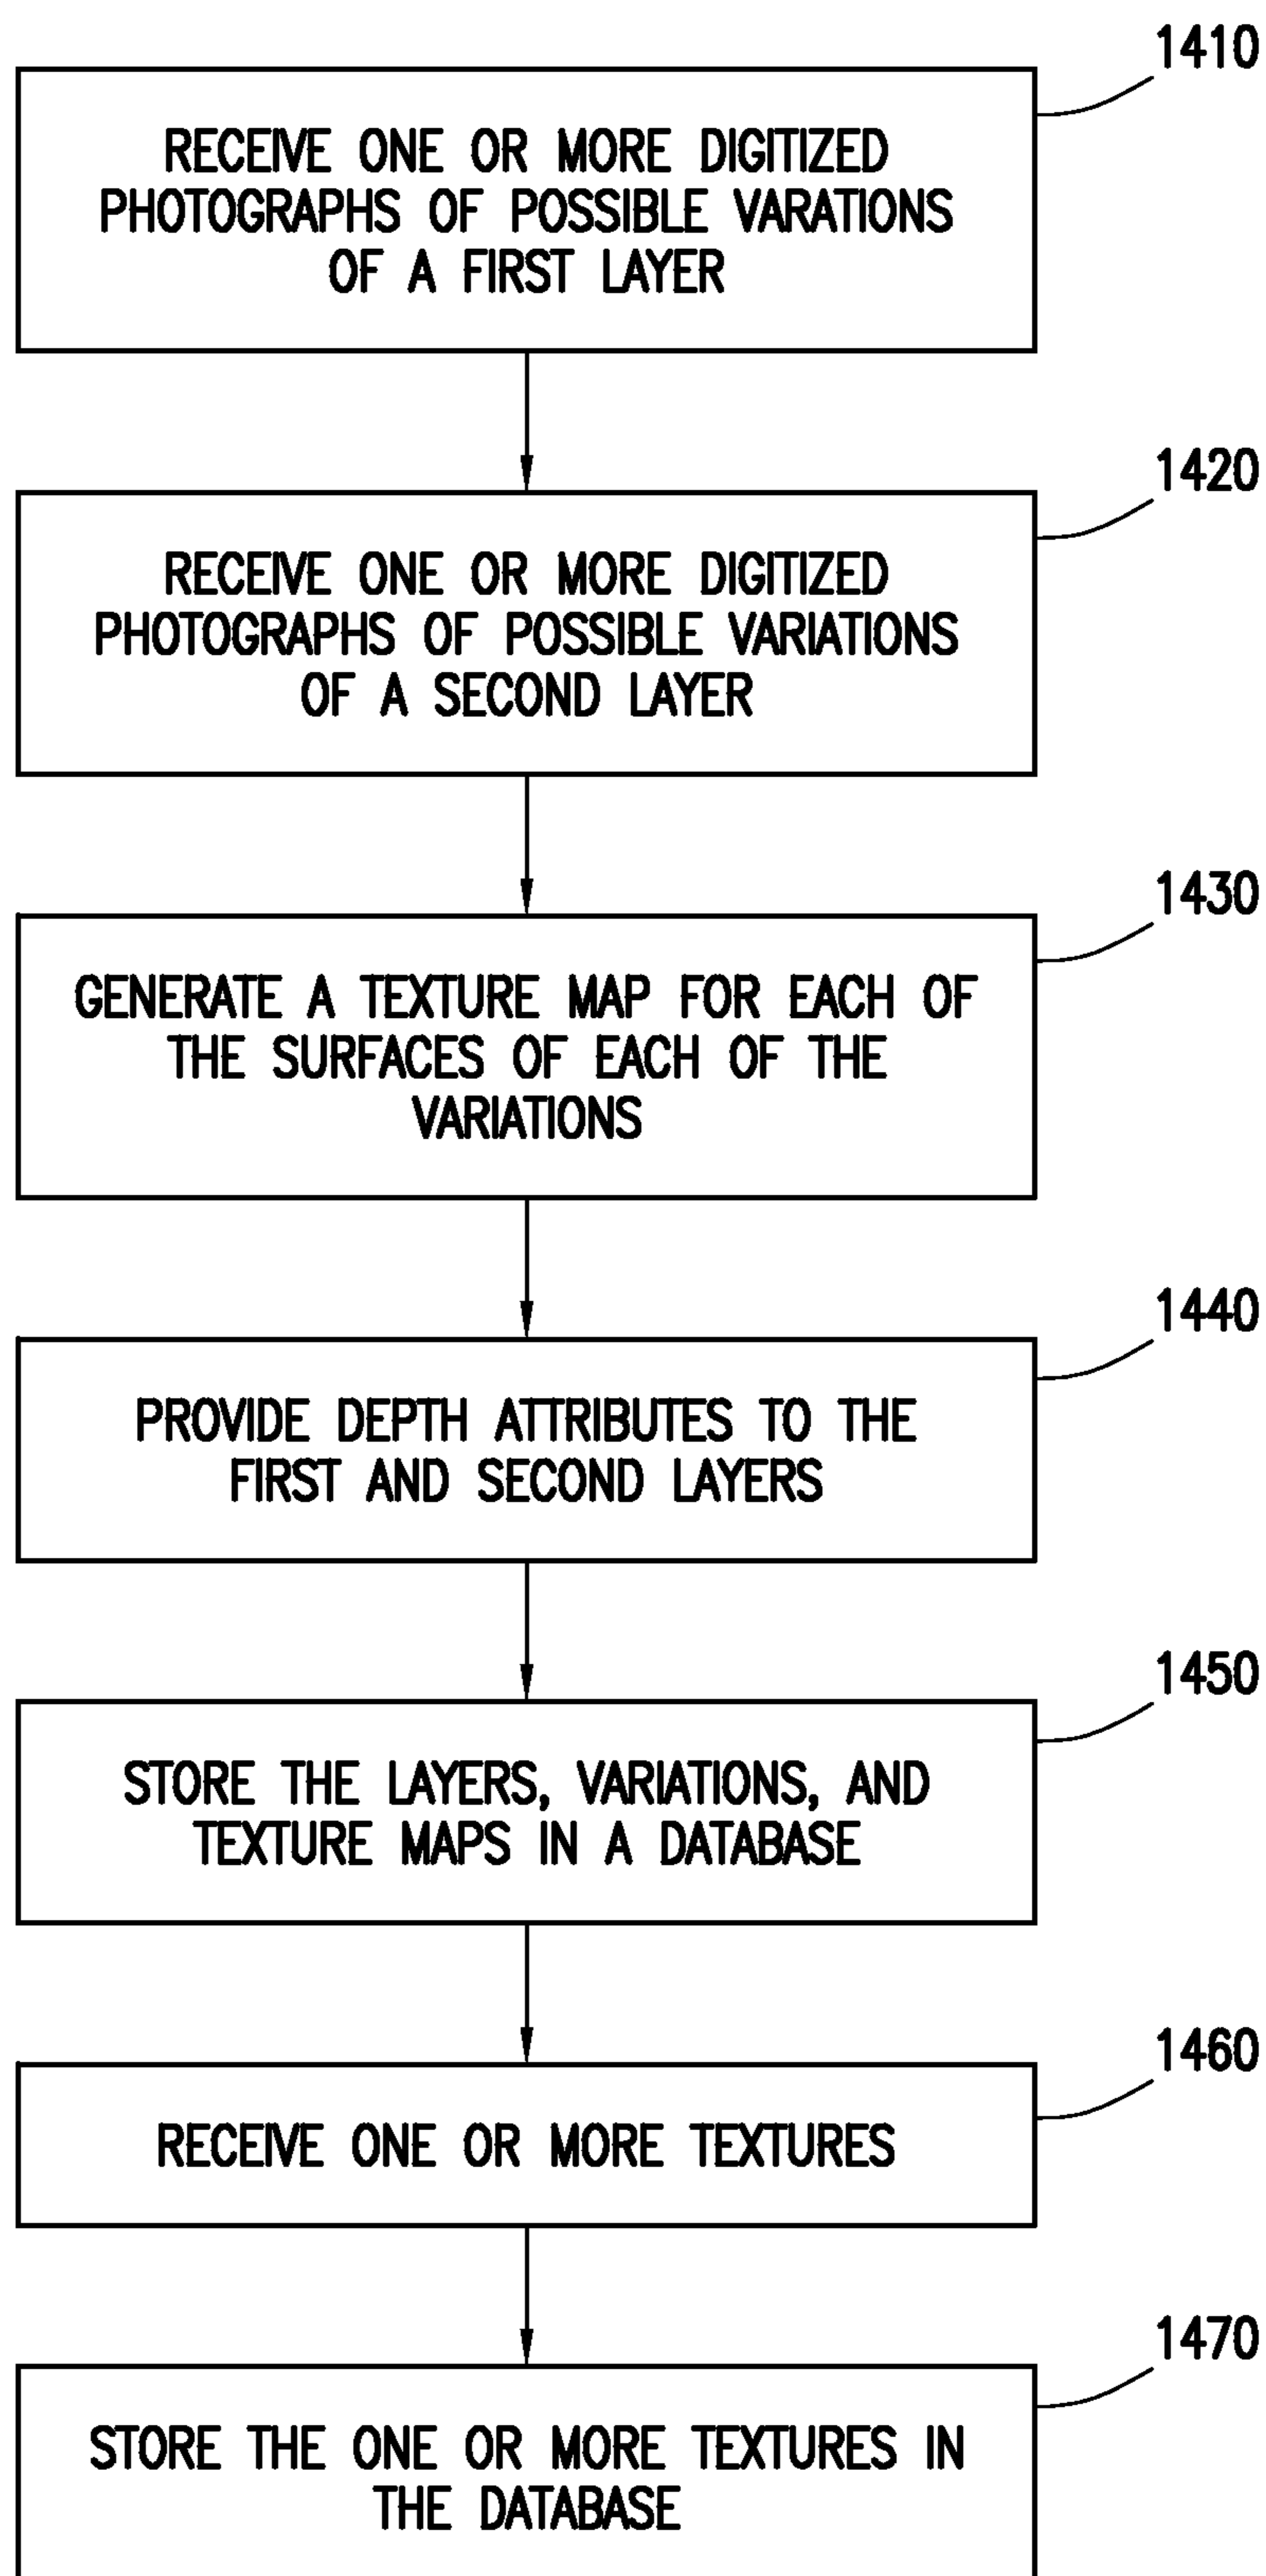 1410
RECEIVE ONE OR MORE DIGITIZED
PHOTOGRAPHS OF POSSIBLE VARATIONS
OF A FIRST LAYER
1420
RECEIVE ONE OR MORE DIGITIZED
PHOTOGRAPHS OF POSSIBLE VARIATIONS
OF A SECOND LAYER
1430
GENERATE A TEXTURE MAP FOR EACH OF
THE SURFACES OF EACH OF THE
VARIATIONS
1440
PROVIDE DEPTH ATTRIBUTES TO THE
FIRST AND SECOND LAYERS
1450
STORE THE LAYERS, VARIATIONS, AND
TEXTURE MAPS IN A DATABASE
1460
RECEIVE ONE OR MORE TEXTURES
1470
STORE THE ONE OR MORE TEXTURES IN
THE DATABASE